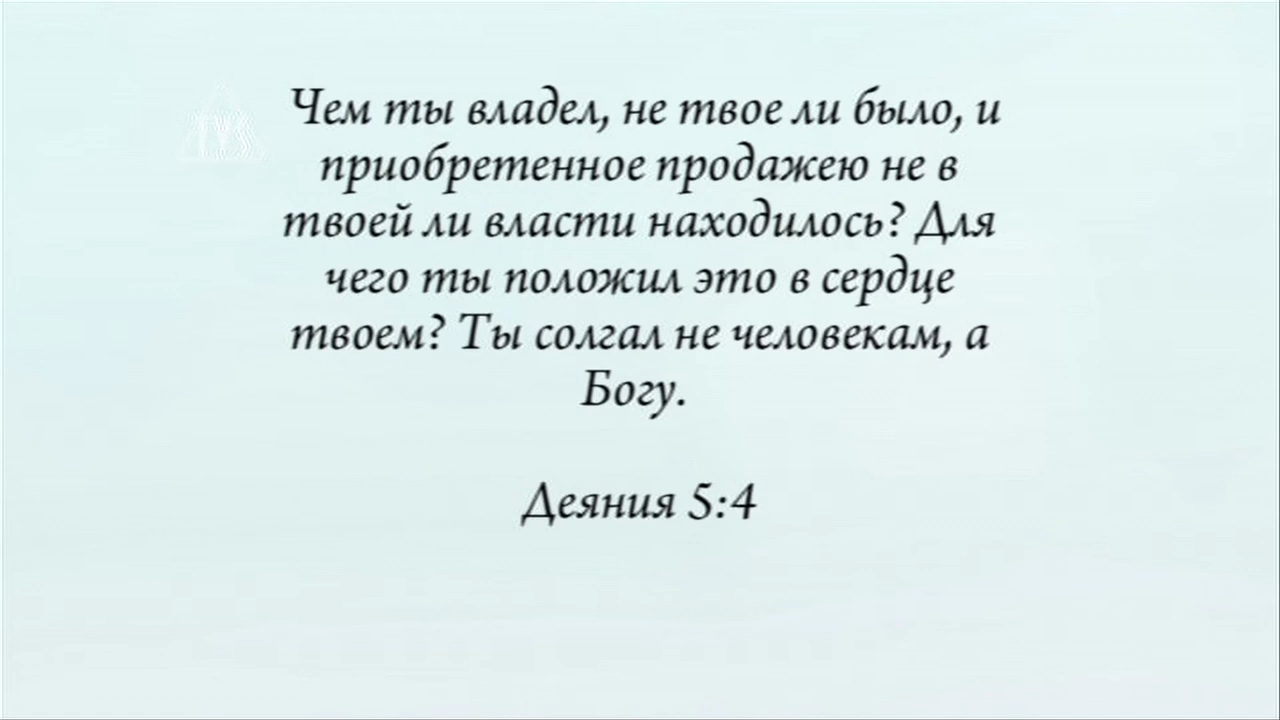 Чем ты владел, не твое ли было, и
приобретенное продажею не в
твоей ли власти находилось? Для
чего ты положил это в сердце
твоем? Ты солгал не человекам, а
Богу.
Деяния 5:4